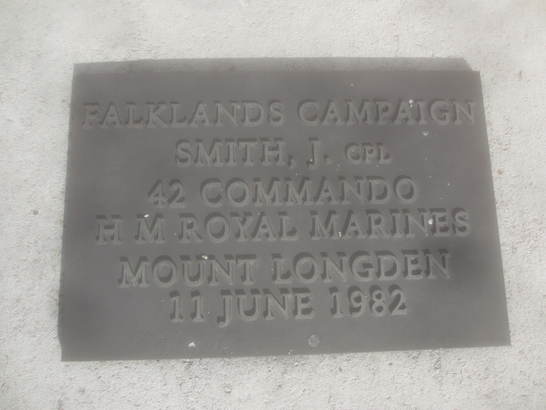 FALKLANDS CAMPAIGN
SMITH, J. CPL
42 COMMANDO
H M ROYAL MARINES
MOUNT LONGDEN
11 JUNE 1982